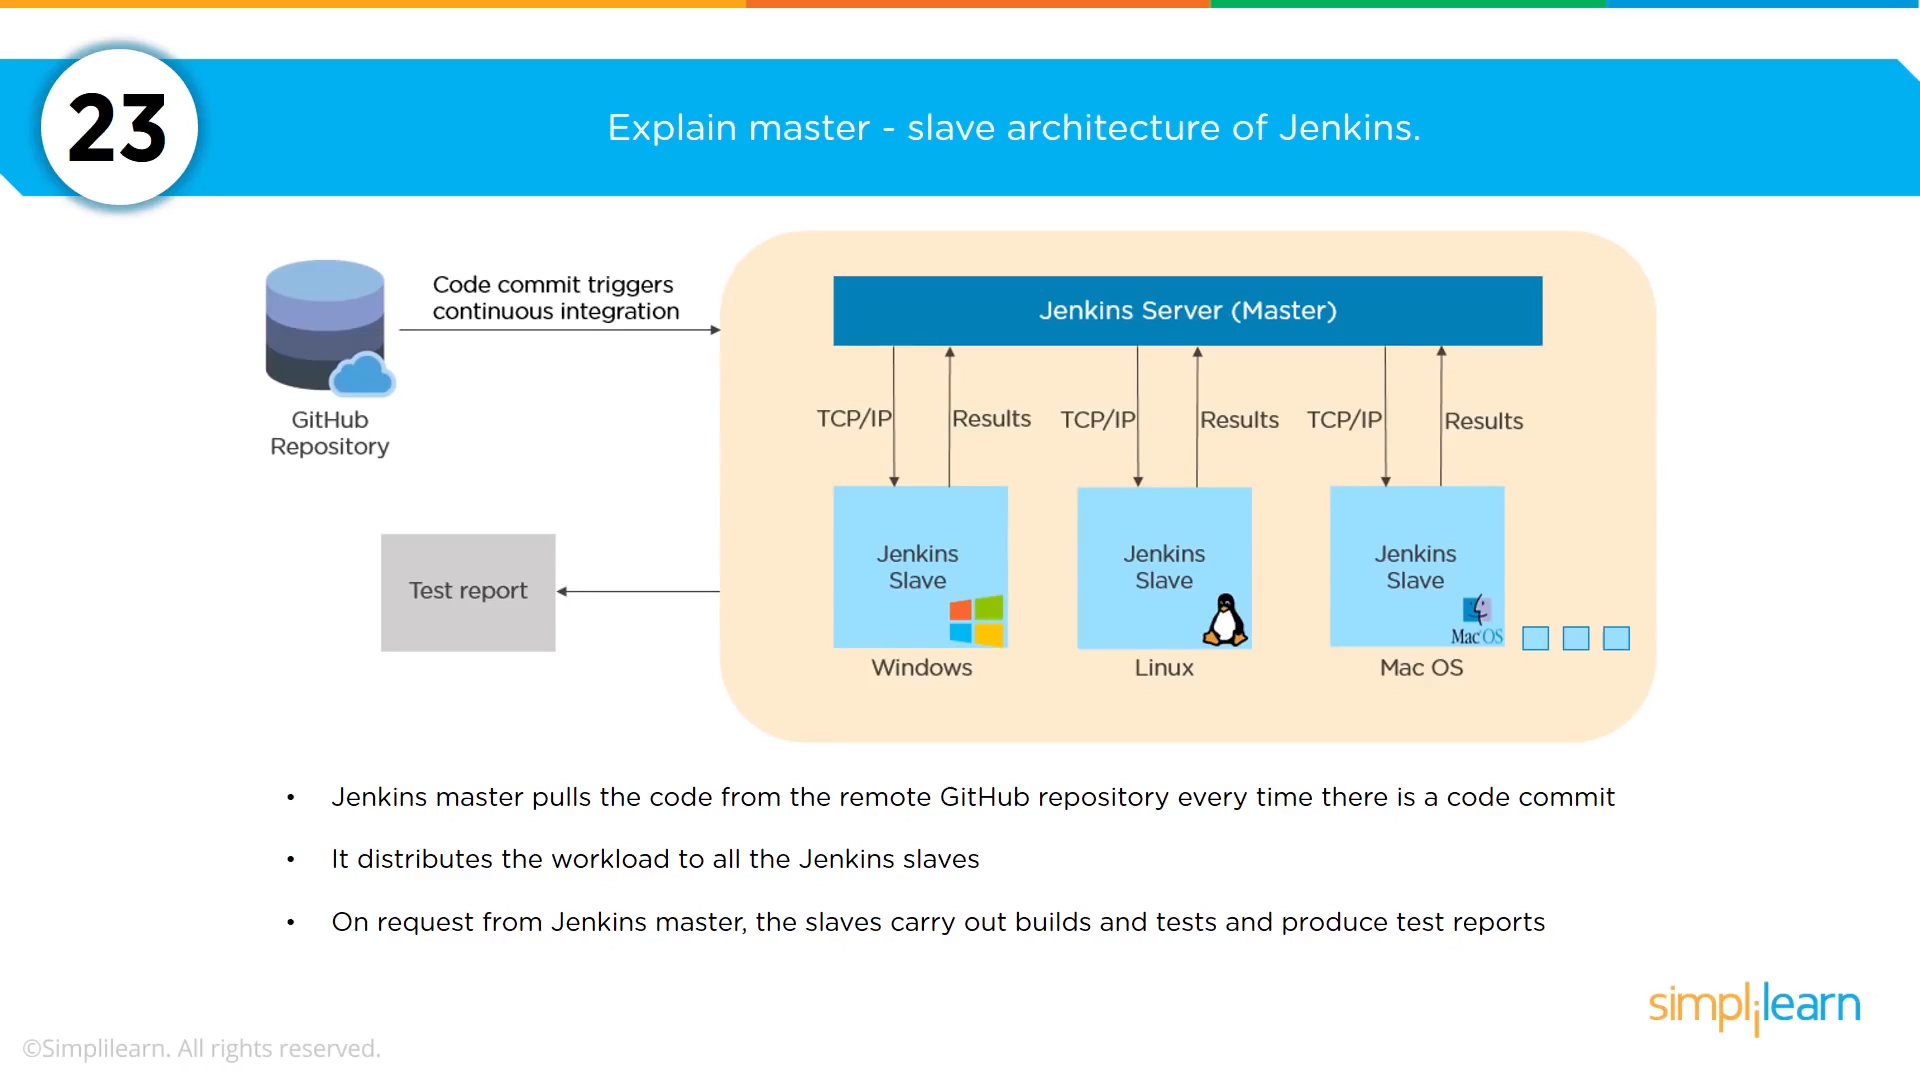 23
Explain master - slave architecture of Jenkins.
Code commit triggers
continuous integration
GitHub
Repository
Jenkins Server (Master)
TCP/IP
Results
TCP/IP
Results
TCP/IP
Results
Jenkins
Slave
Windows
Jenkins
Slave
Linux
Jenkins
Slave
Mac OS
Mac OS
Test report
• Jenkins master pulls the code from the remote GitHub repository every time there is a code commit
• It distributes the workload to all the Jenkins slaves
• On request from Jenkins master, the slaves carry out builds and tests and produce test reports
simplilearn
©Simplilearn. All rights reserved.